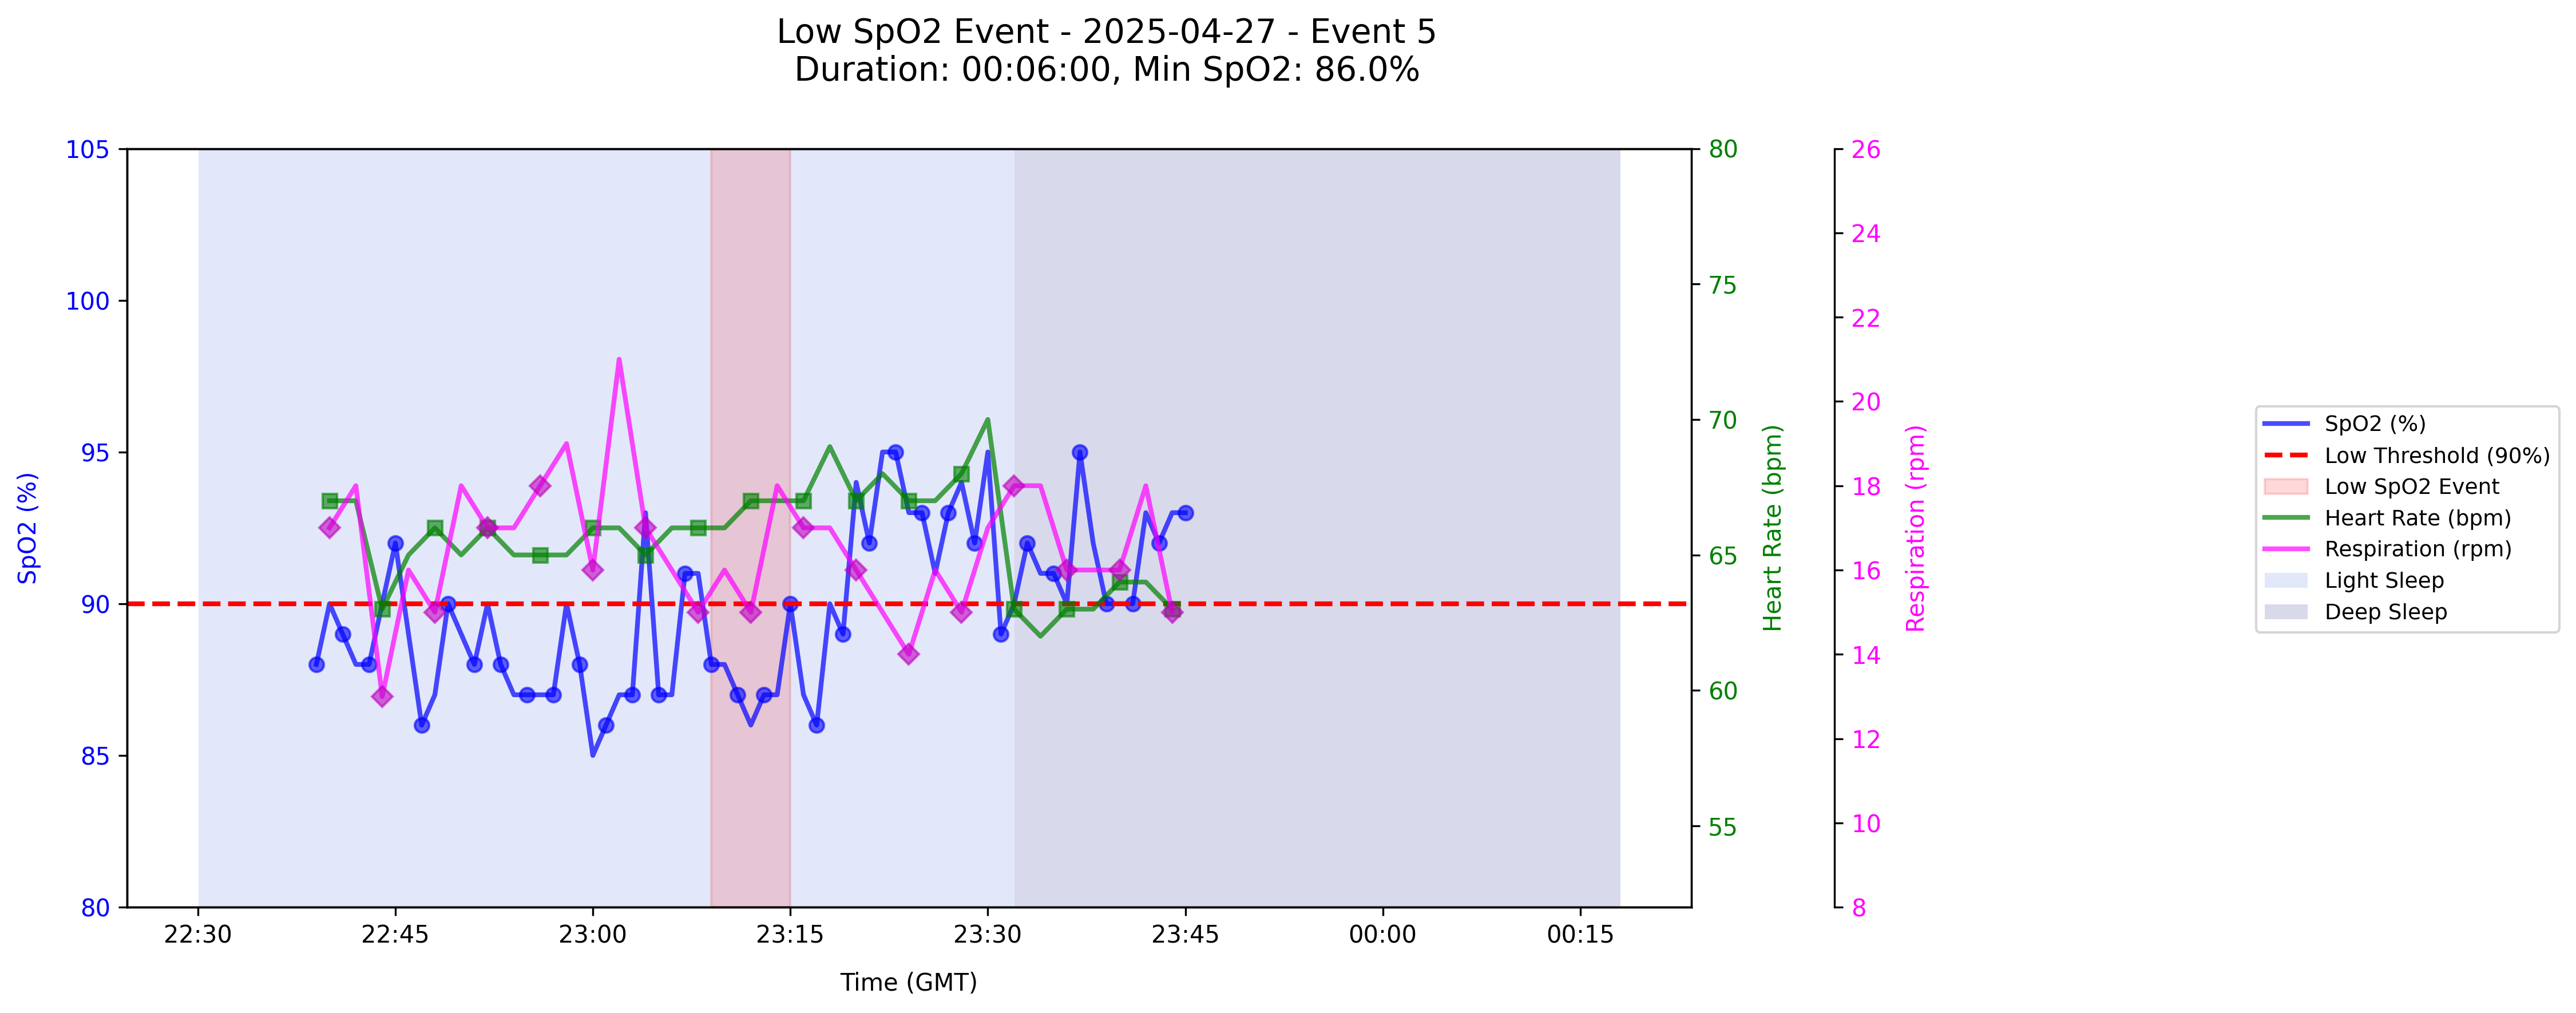 Low SpO2 Event - 2025-04-27 - Event 5
Duration: 00:06:00, Min SpO2: 86.0%
105
100
95
90
85
80
SpO2 (%)
80
75
70
65
60
55
Heart Rate (bpm)
26
24
22
20
18
16
14
12
10
8
Respiration (rpm)
SpO2 (%)
Low Threshold (90%)
Low SpO2 Event
Heart Rate (bpm)
Respiration (rpm)
Light Sleep
Deep Sleep
22:30 22:45 23:00 23:15 23:30 23:45 00:00 00:15
Time (GMT)